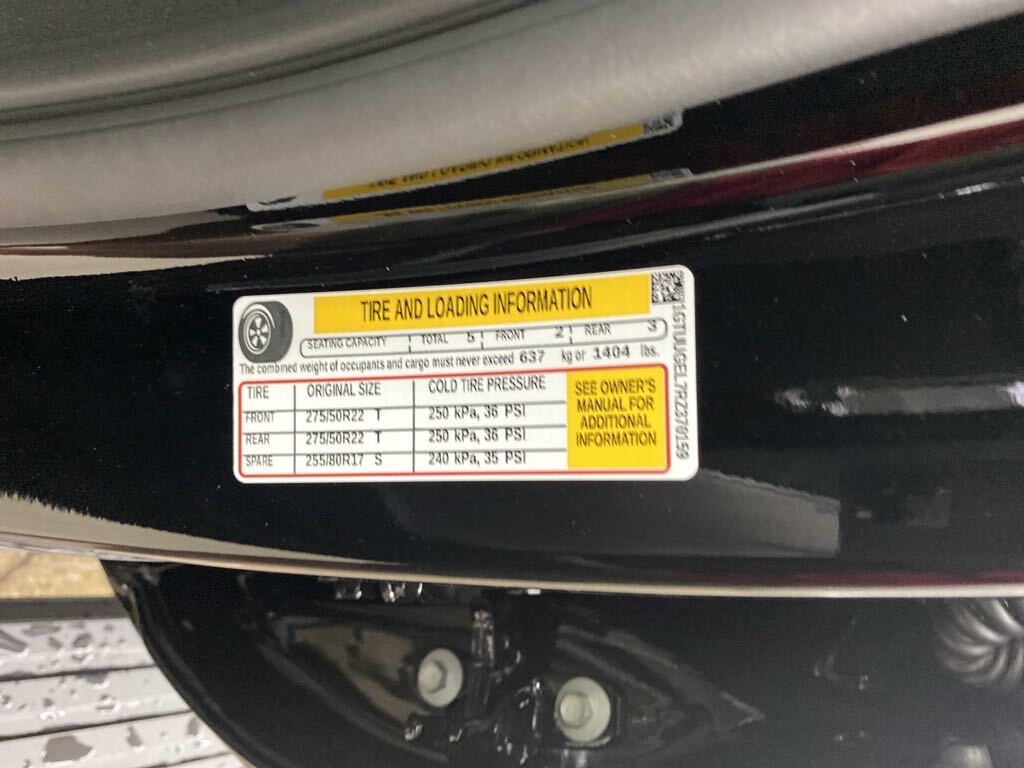 TIRE AND LOADING INFORMATION
SEATING CAPACITY TOTAL 5 FRONT 2 REAR 3
The combined weight of occupants and cargo must never exceed 637 kg or 1404 lbs.
TIRE ORIGINAL SIZE COLD TIRE PRESSURE
FRONT 275/50R22 T 250 kPa, 36 PSI
REAR 275/50R22 T 250 kPa, 36 PSI
SPARE 255/80R17 S 240 kPa, 35 PSI
SEE OWNER'S
MANUAL FOR
ADDITIONAL
INFORMATION
1GTUUGEL7RZ370159